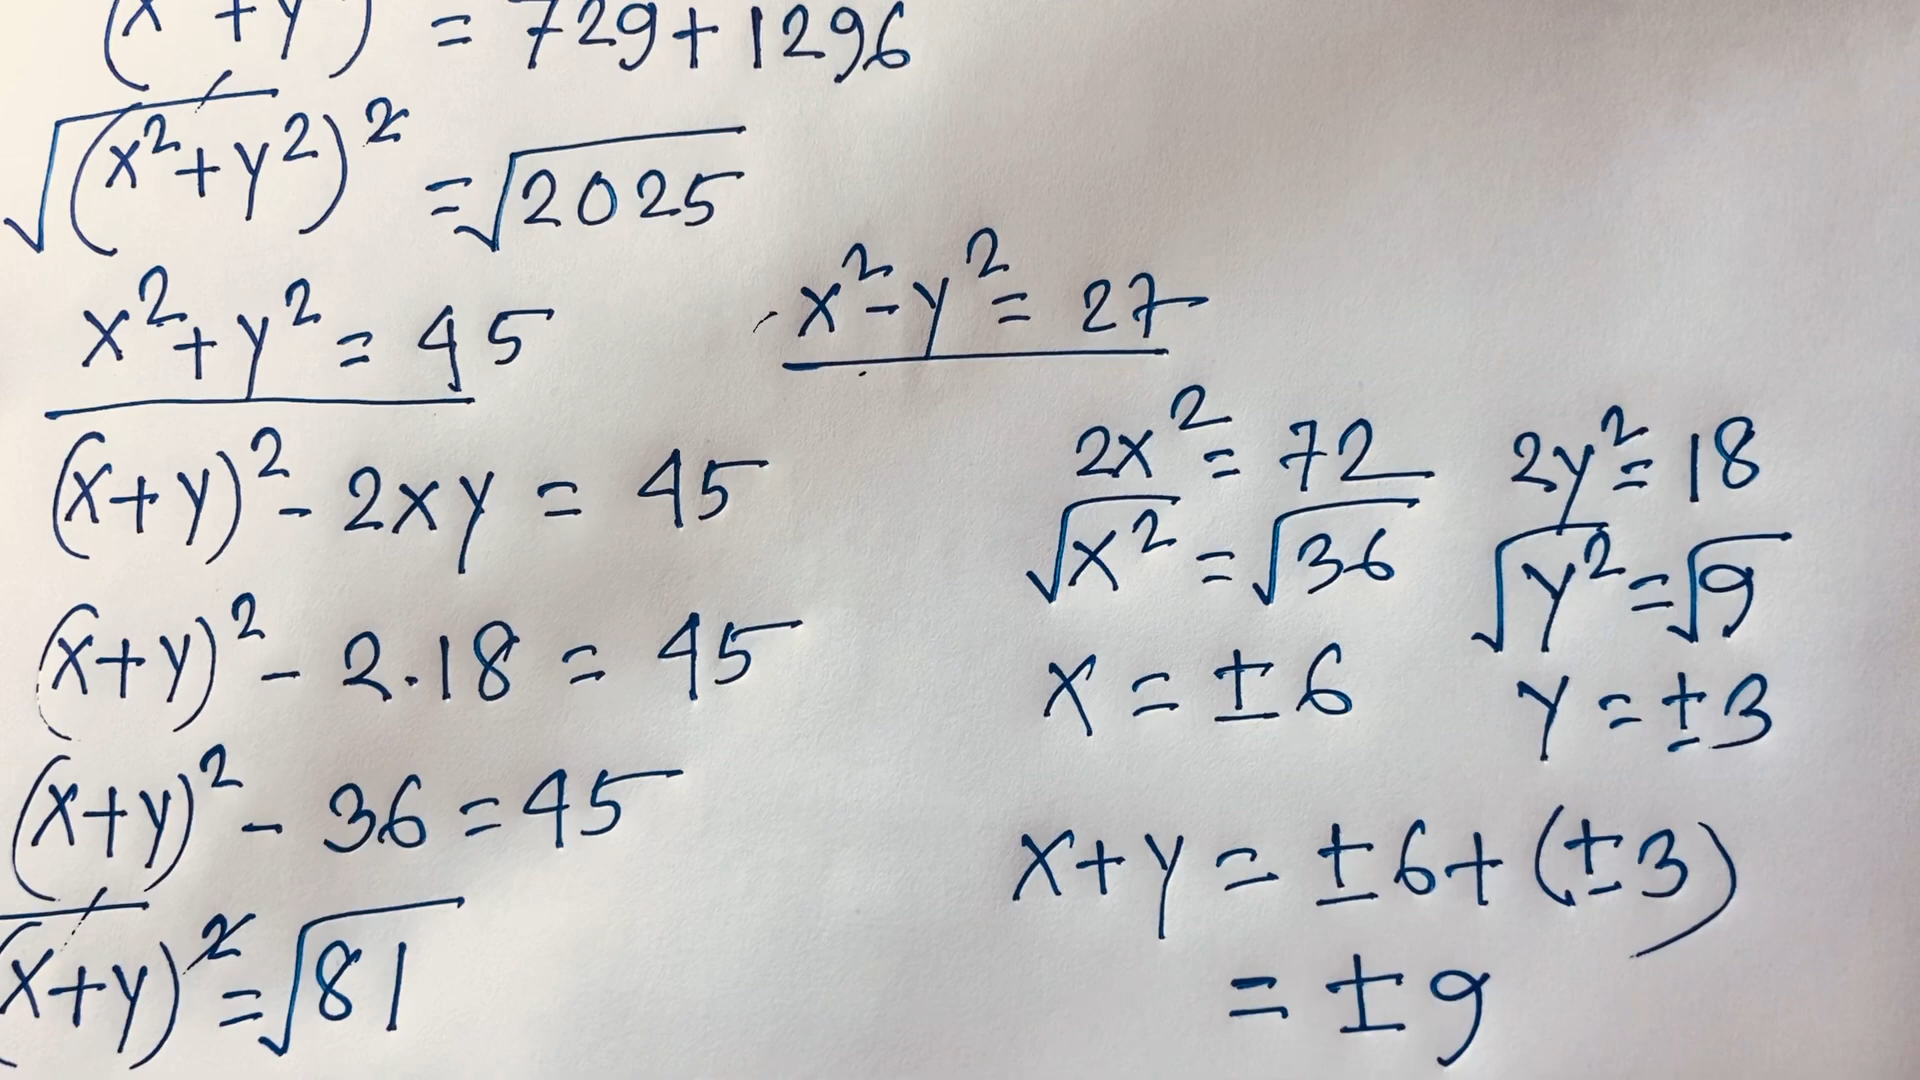 (x + y ) = 729+1296
√(x²+y²)² = √2025
x²+y² = 45
x²-y² = 27
(x+y)² - 2xy = 45
(x+y)² - 2.18 = 45
(x+y)² - 36 = 45
(x+y)² = √81
2x² = 72
√x² = √36
x = ±6
2y² = 18
√y² = √9
y = ±3
x+y = ±6+(±3)
= ±9